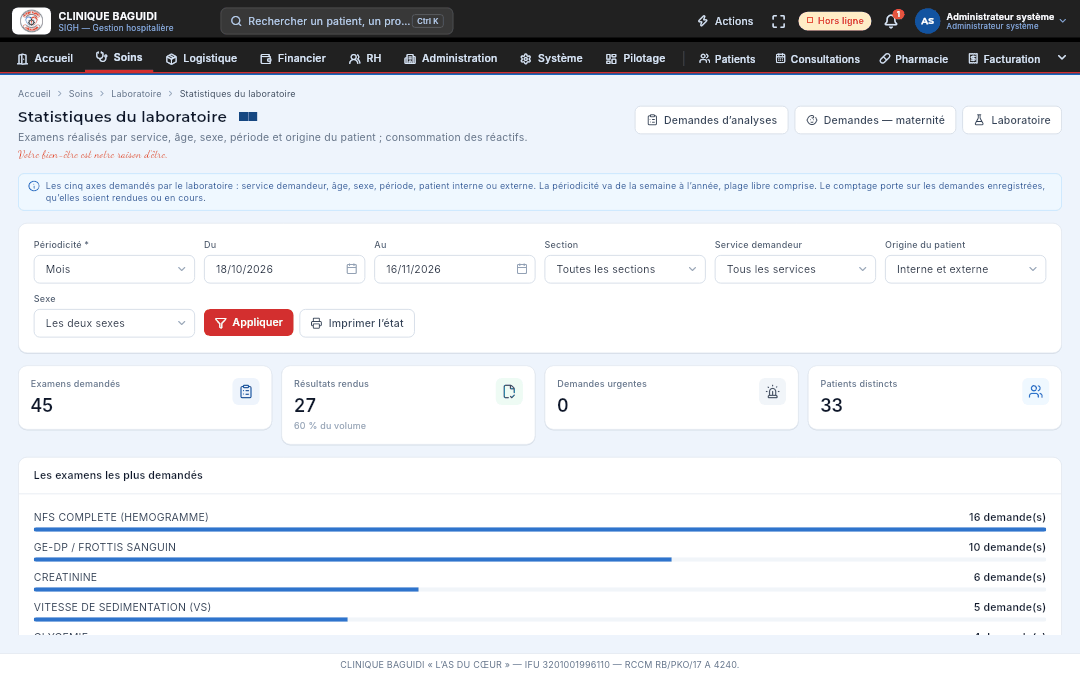 CLINIQUE BAGUIDI
SIGH — Gestion hospitalière
Rechercher un patient, un pro... Ctrl K
Actions
Hors ligne
1
AS
Administrateur système
Administrateur système
Accueil Soins Logistique Financier RH Administration Système Pilotage Patients Consultations Pharmacie Facturation
Accueil > Soins > Laboratoire > Statistiques du laboratoire
Statistiques du laboratoire
Examens réalisés par service, âge, sexe, période et origine du patient ; consommation des réactifs.
Votre bien-être est notre raison d'être.
Demandes d'analyses
Demandes — maternité
Laboratoire
Les cinq axes demandés par le laboratoire : service demandeur, âge, sexe, période, patient interne ou externe. La périodicité va de la semaine à l'année, plage libre comprise. Le comptage porte sur les demandes enregistrées,
qu'elles soient rendues ou en cours.
Périodicité * Du Au Section Service demandeur Origine du patient
Mois 18/10/2026 16/11/2026 Toutes les sections Tous les services Interne et externe
Sexe
Les deux sexes Appliquer Imprimer l'état
Examens demandés
45
Résultats rendus
27
60 % du volume
Demandes urgentes
0
Patients distincts
33
Les examens les plus demandés
NFS COMPLETE (HEMOGRAMME) 16 demande(s)
GE-DP / FROTTIS SANGUIN 10 demande(s)
CREATININE 6 demande(s)
VITESSE DE SEDIMENTATION (VS) 5 demande(s)
CLINIQUE BAGUIDI « L'AS DU CŒUR » — IFU 3201001996110 — RCCM RB/PKO/17 A 4240.